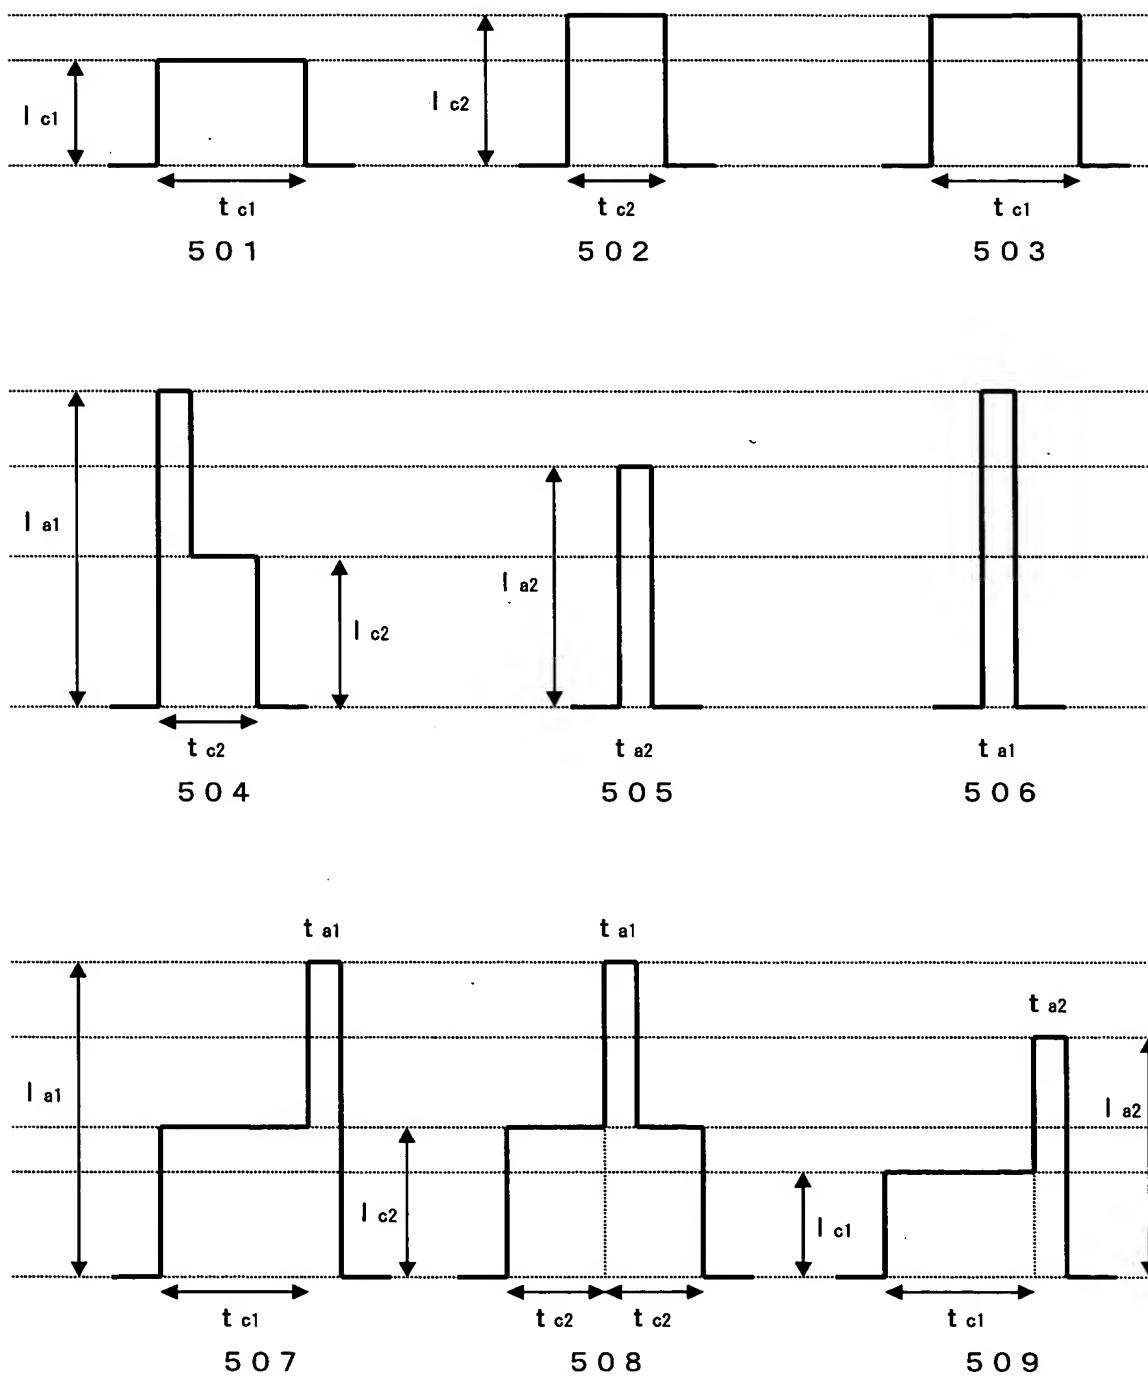 I c1
I c2
t c1
t c2
t c1
501
502
503
I a1
I a2
I c2
t c2
t a2
t a1
504
505
506
t a1
t a1
t a2
I a1
I a2
I c2
I c1
t c1
t c2
t c2
t c1
507
508
509